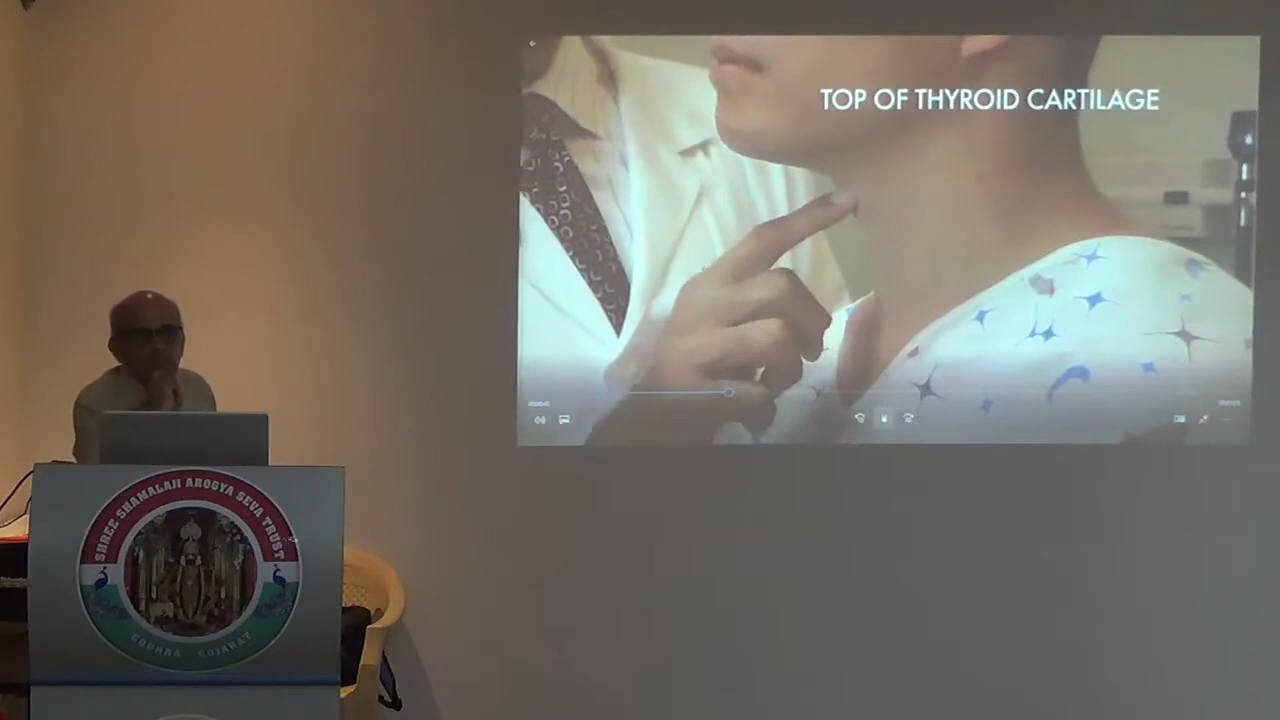 TOP OF THYROID CARTILAGE
SHREE SHAMALAJI AROGYA SEVA TRUST
GODHRA GUJARAT